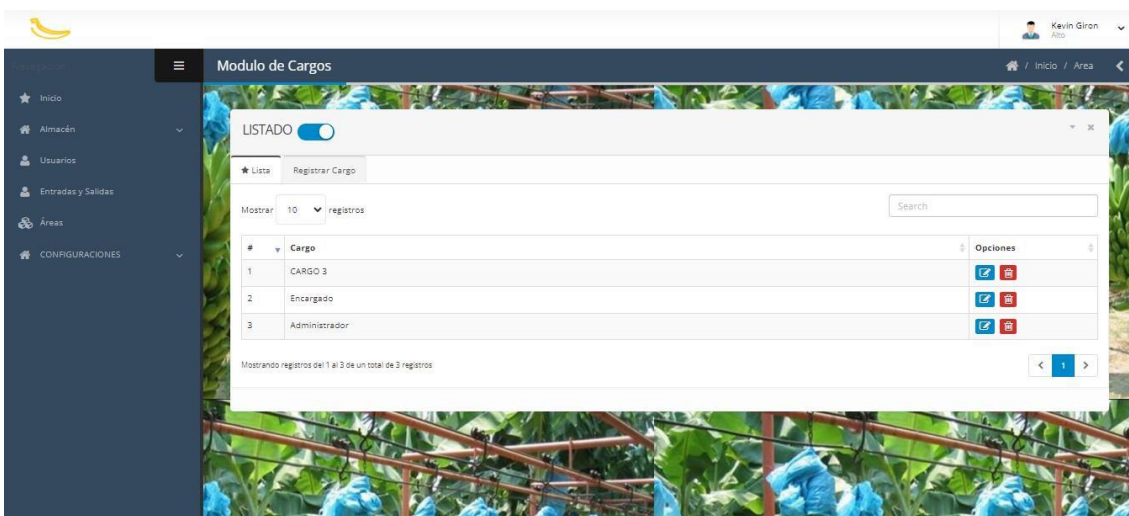 Kevin Giron
Alto
Navegación
Modulo de Cargos
/ Inicio / Area
Inicio
Almacén
Usuarios
Entradas y Salidas
Áreas
CONFIGURACIONES
LISTADO
Lista
Registrar Cargo
Mostrar 10 registros
Search
# Cargo Opciones
1 CARGO 3
2 Encargado
3 Administrador
Mostrando registros del 1 al 3 de un total de 3 registros
< 1 >